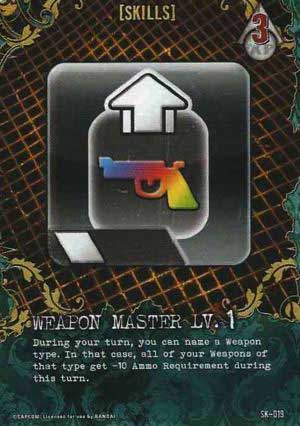 [SKILLS]
3
WEAPON MASTER LV. 1
During your turn, you can name a Weapon
type. In that case, all of your Weapons of
that type get -10 Ammo Requirement during
this turn.
©CAPCOM. Licensed for use by BANDAI
SK-019